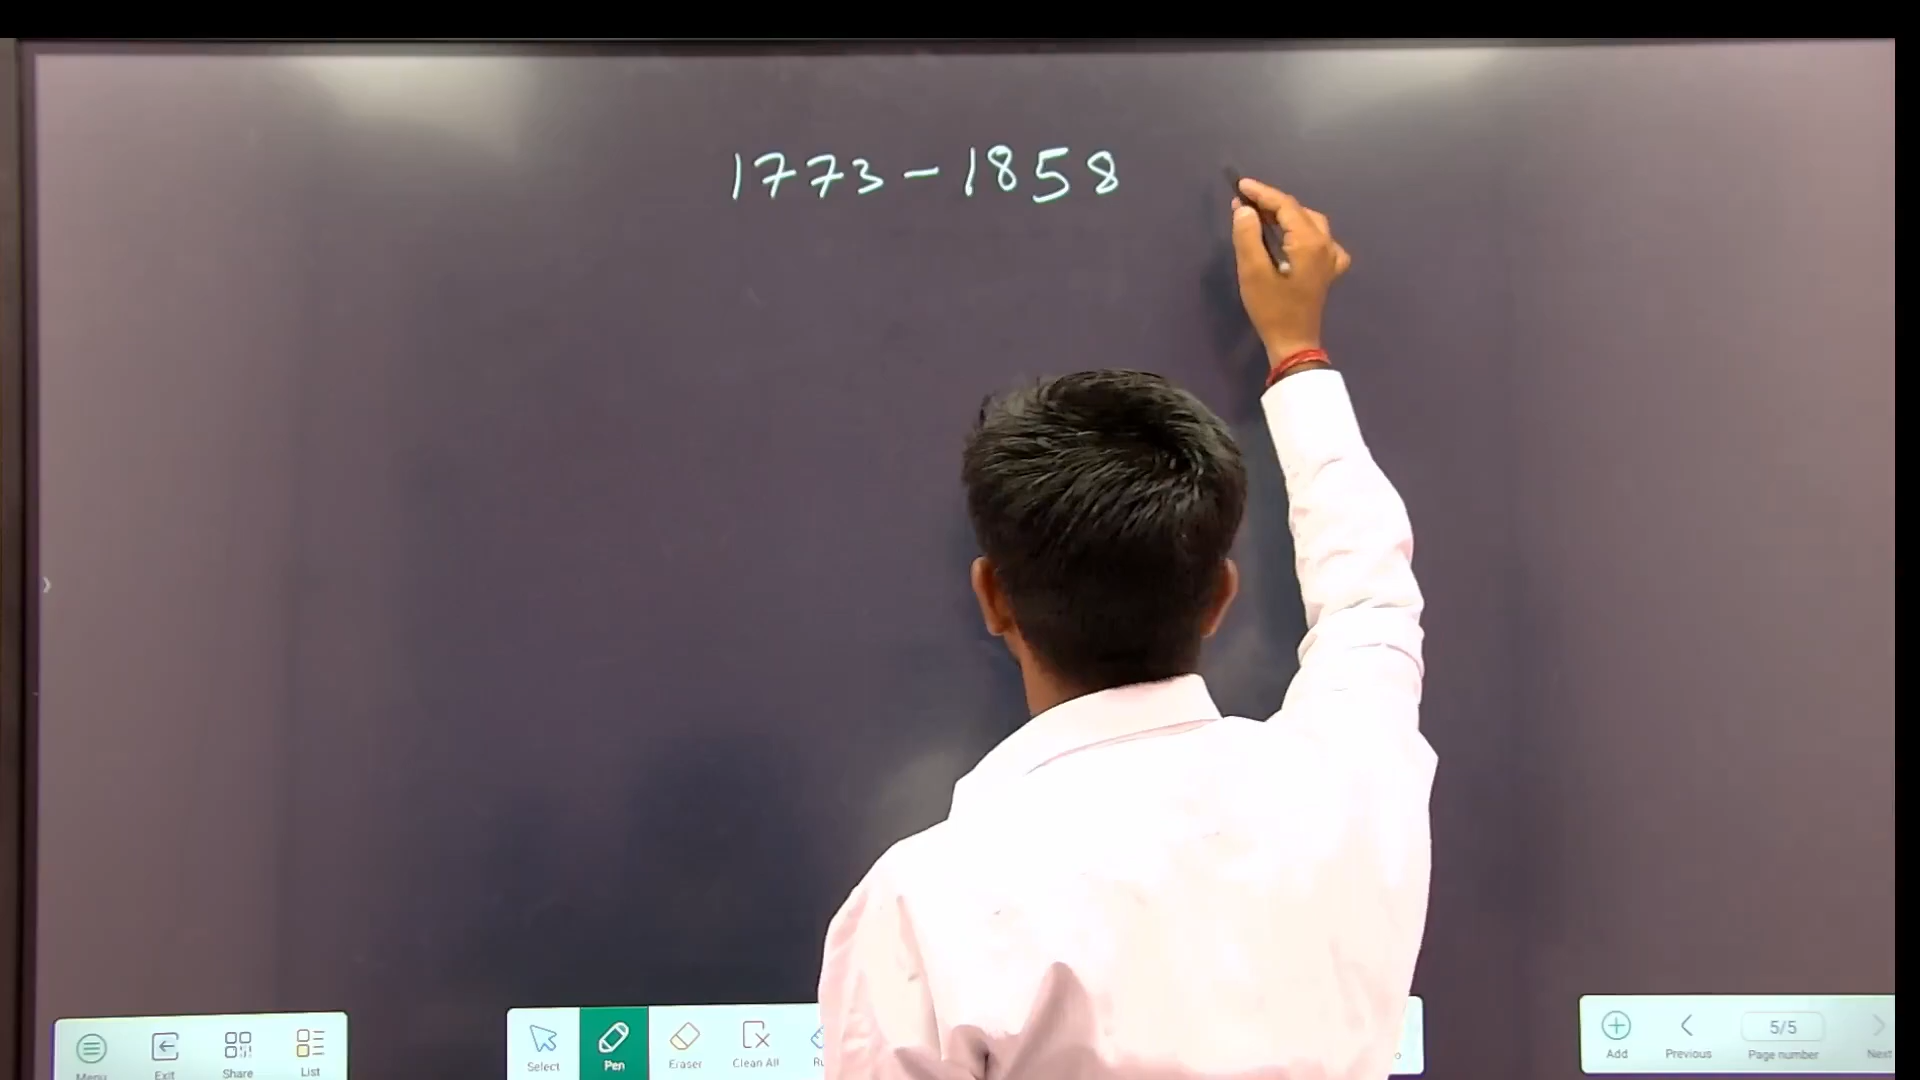 1773 - 1858
Menu Exit Share List
Select Pen Eraser Clean All
Add Previous 5/5 Page number Next